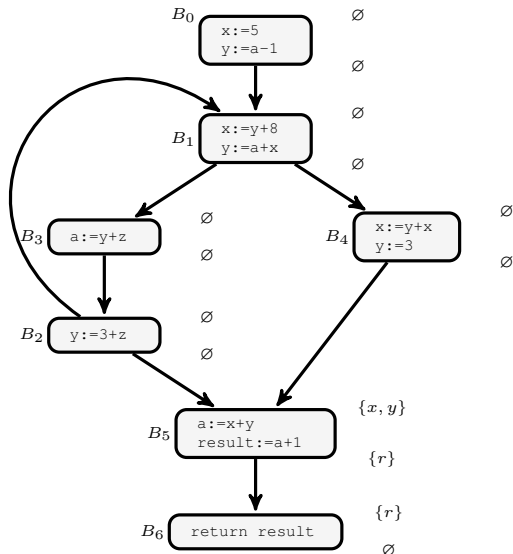 B0
x:=5
y:=a-1
∅
∅
B1
x:=y+8
y:=a+x
∅
∅
B3
a:=y+z
∅
∅
B4
x:=y+x
y:=3
∅
∅
B2
y:=3+z
∅
∅
B5
a:=x+y
result:=a+1
{x, y}
{r}
B6
return result
{r}
∅